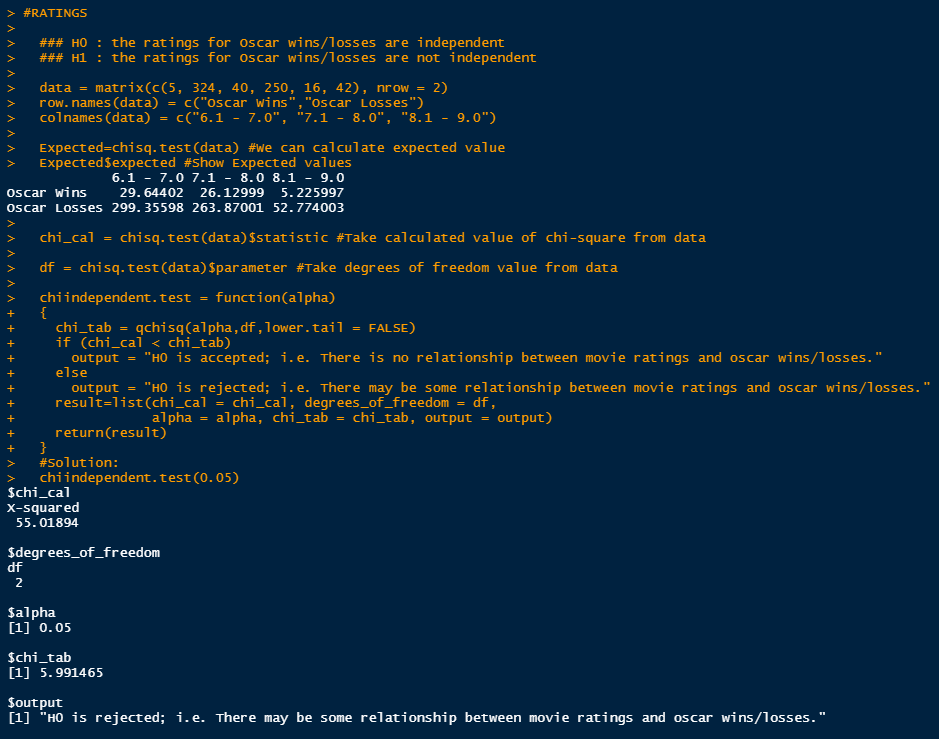 > #RATINGS
>
>   ### H0 : the ratings for Oscar wins/losses are independent
>   ### H1 : the ratings for Oscar wins/losses are not independent
>
>   data = matrix(c(5, 324, 40, 250, 16, 42), nrow = 2)
>   row.names(data) = c("Oscar Wins","Oscar Losses")
>   colnames(data) = c("6.1 - 7.0", "7.1 - 8.0", "8.1 - 9.0")
>
>   Expected=chisq.test(data) #We can calculate expected value
>   Expected$expected #Show Expected values
             6.1 - 7.0 7.1 - 8.0 8.1 - 9.0
Oscar Wins    29.64402  26.12999  5.225997
Oscar Losses 299.35598 263.87001 52.774003
>
>   chi_cal = chisq.test(data)$statistic #Take calculated value of chi-square from data
>
>   df = chisq.test(data)$parameter #Take degrees of freedom value from data
>
>   chiindependent.test = function(alpha)
+   {
+     chi_tab = qchisq(alpha,df,lower.tail = FALSE)
+     if (chi_cal < chi_tab)
+       output = "H0 is accepted; i.e. There is no relationship between movie ratings and oscar wins/losses."
+     else
+       output = "H0 is rejected; i.e. There may be some relationship between movie ratings and oscar wins/losses."
+     result=list(chi_cal = chi_cal, degrees_of_freedom = df,
+                 alpha = alpha, chi_tab = chi_tab, output = output)
+     return(result)
+   }
>   #Solution:
>   chiindependent.test(0.05)
$chi_cal
X-squared
 55.01894
$degrees_of_freedom
df
 2
$alpha
[1] 0.05
$chi_tab
[1] 5.991465
$output
[1] "H0 is rejected; i.e. There may be some relationship between movie ratings and oscar wins/losses."